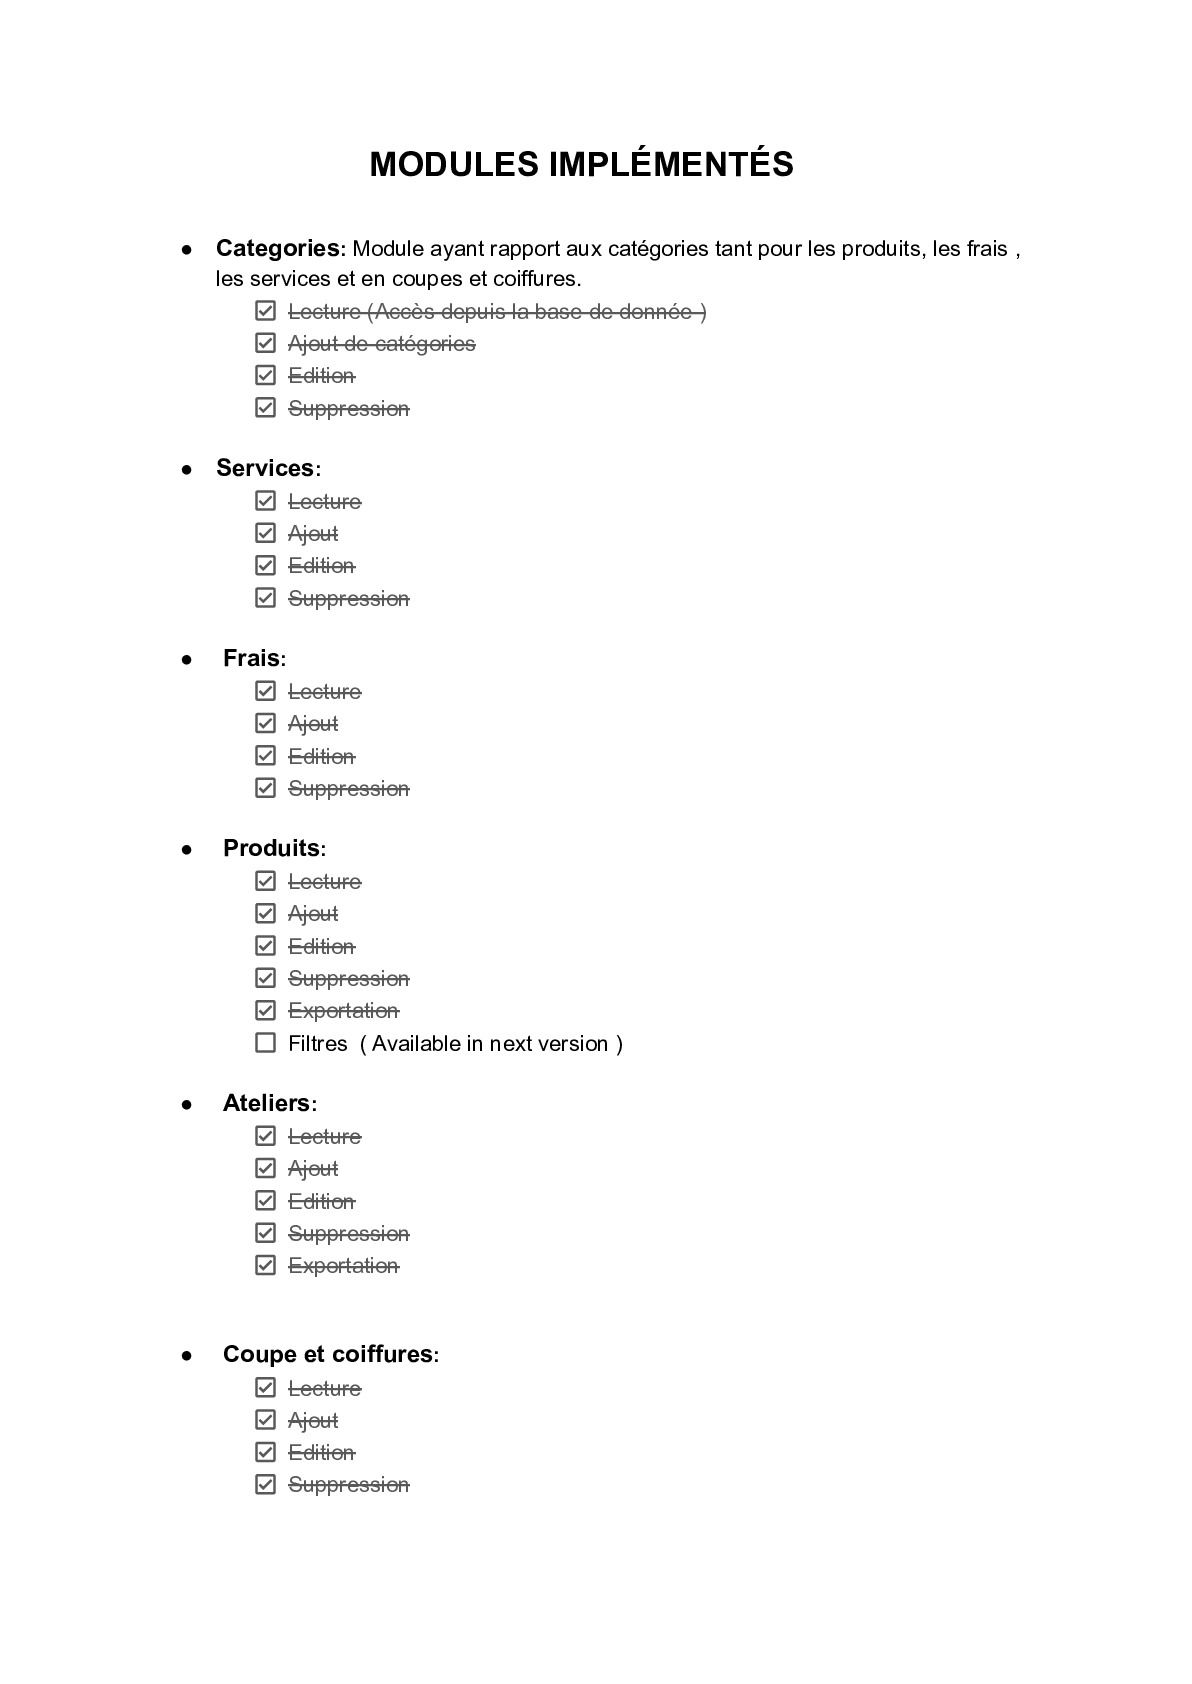 MODULES IMPLÉMENTÉS
● Categories: Module ayant rapport aux catégories tant pour les produits, les frais ,
les services et en coupes et coiffures.
☑ Lecture (Accès depuis la base de donnée )
☑ Ajout de catégories
☑ Edition
☑ Suppression
● Services:
☑ Lecture
☑ Ajout
☑ Edition
☑ Suppression
● Frais:
☑ Lecture
☑ Ajout
☑ Edition
☑ Suppression
● Produits:
☑ Lecture
☑ Ajout
☑ Edition
☑ Suppression
☑ Exportation
☐ Filtres ( Available in next version )
● Ateliers:
☑ Lecture
☑ Ajout
☑ Edition
☑ Suppression
☑ Exportation
● Coupe et coiffures:
☑ Lecture
☑ Ajout
☑ Edition
☑ Suppression